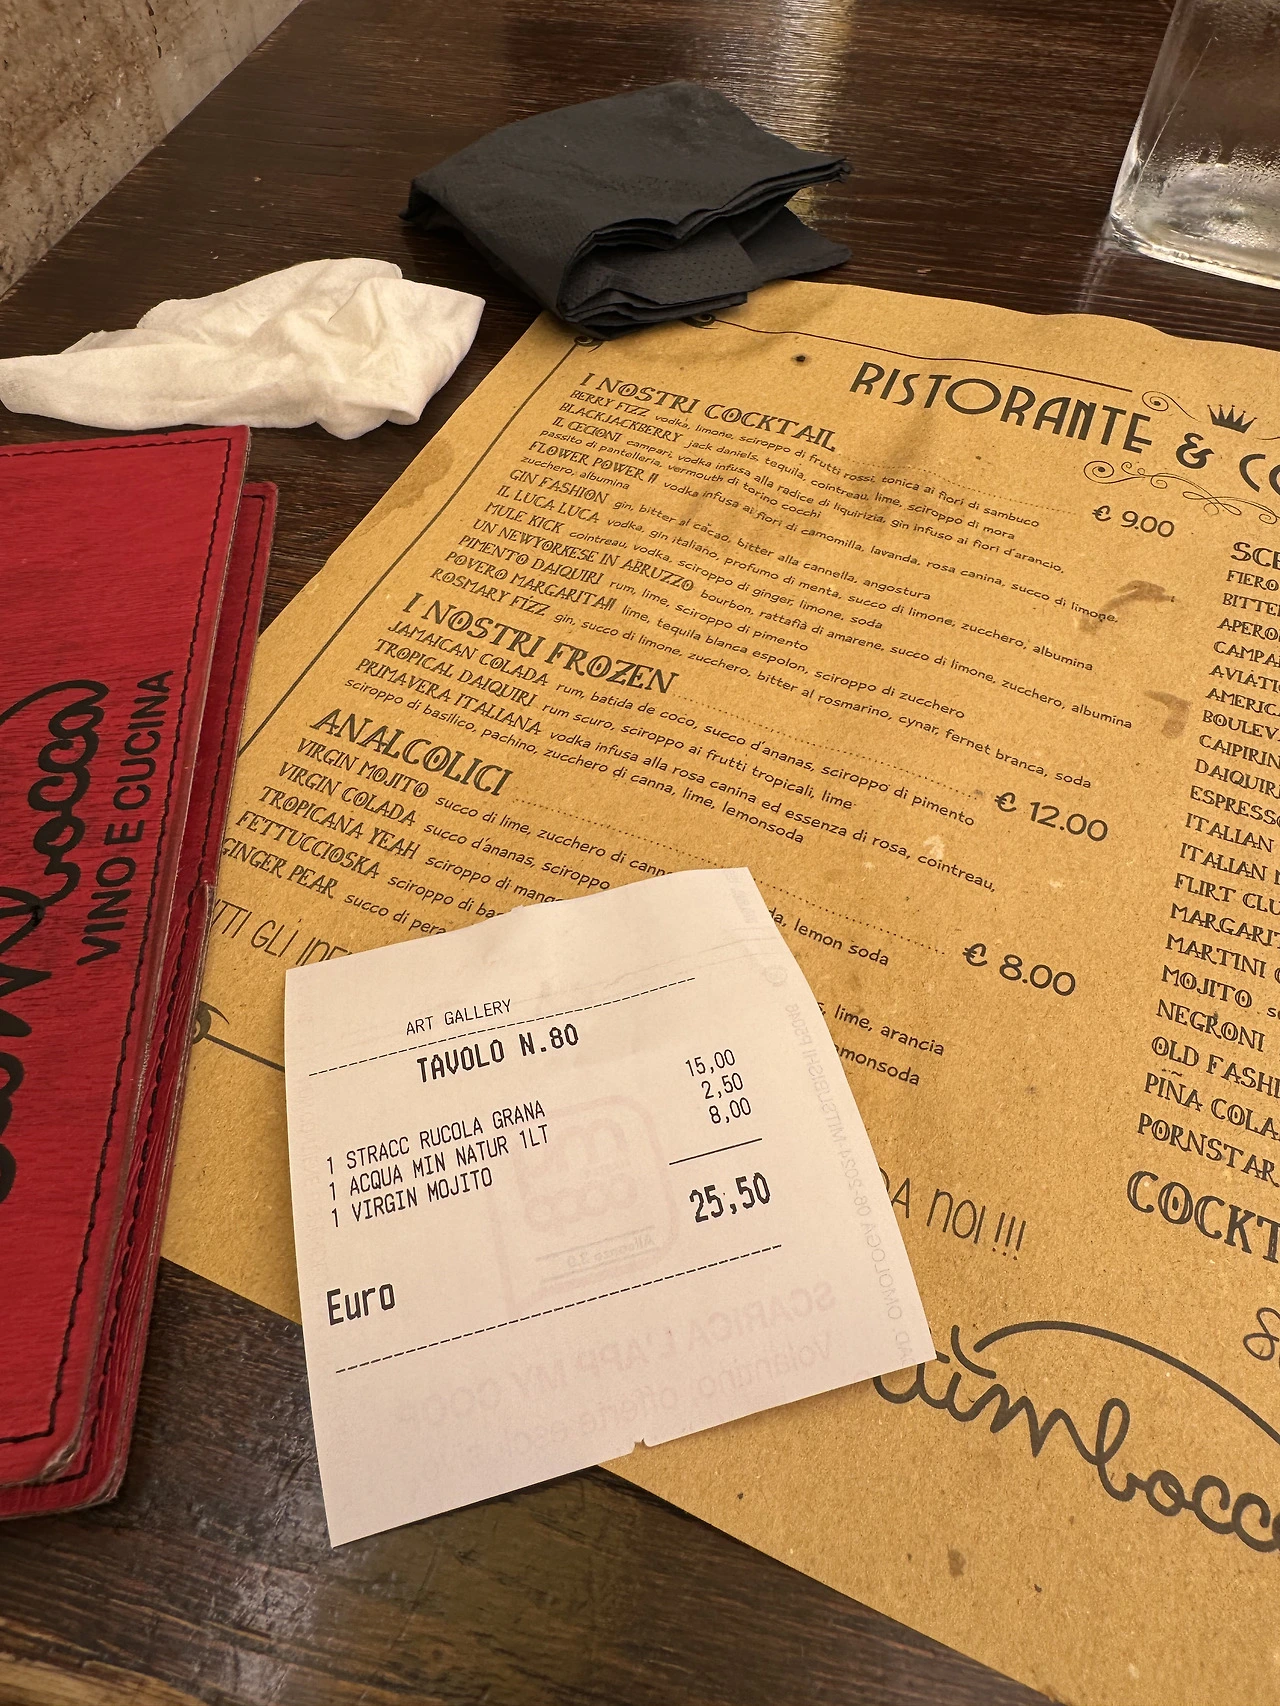 RISTORANTE & CO
I NOSTRI COCKTAIL € 9.00
BERRY FIZZ vodka, limone, sciroppo di frutti rossi, tonica ai fiori di sambuco
BLACKJACKBERRY jack daniels, tequila, cointreau, lime, sciroppo di mora
IL CECIONI campari, vodka infusa alla radice di liquirizia, gin infuso ai fiori d'arancio,
passito di pantelleria, vermouth di torino cocchi
FLOWER POWER # vodka infusa ai fiori di camomilla, lavanda, rosa canina, succo di limone,
zucchero, albumina
GIN FASHION gin, bitter al cacao, bitter alla cannella, angostura
IL LUCA LUCA vodka, gin italiano, profumo di menta, succo di limone, zucchero, albumina
MULE KICK cointreau, vodka, sciroppo di ginger, limone, soda
UN NEWYORKESE IN ABRUZZO bourbon, rattafià di amarene, succo di limone, zucchero, albumina
PIMENTO DAIQUIRI rum, lime, sciroppo di pimento
POVERO MARGARITA# lime, tequila blanca espolon, sciroppo di zucchero
ROSMARY FIZZ gin, succo di limone, zucchero, bitter al rosmarino, cynar, fernet branca, soda
I NOSTRI FROZEN € 12.00
JAMAICAN COLADA rum, batida de coco, succo d'ananas, sciroppo di pimento
TROPICAL DAIQUIRI rum scuro, sciroppo ai frutti tropicali, lime
PRIMAVERA ITALIANA vodka infusa alla rosa canina ed essenza di rosa, cointreau,
sciroppo di basilico, pachino, zucchero di canna, lime, lemonsoda
ANALCOLICI € 8.00
VIRGIN MOJITO succo di lime, zucchero di canna da, lemon soda
VIRGIN COLADA succo d'ananas, sciroppo
TROPICANA YEAH sciroppo di mango , lime, arancia
FETTUCCIOSKA sciroppo di ba monsoda
GINGER PEAR succo di pera
TTI GLI DA NOI!!!
SCE
FIERO
BITTE
APERO
CAMPA
AVIATI
AMERIC
BOULEV
CAIPIRIN
DAIQUIRI
ESPRESSO
ITALIAN
ITALIAN
FLIRT CLU
MARGARIT
MARTINI
MOJITO
NEGRONI
OLD FASHI
PIÑA COLA
PORNSTAR
COCKT
mbocc
bocca
VINO E CUCINA
ART GALLERY
TAVOLO N.80
1 STRACC RUCOLA GRANA 15,00
1 ACQUA MIN NATUR 1LT 2,50
1 VIRGIN MOJITO 8,00
Euro 25,50